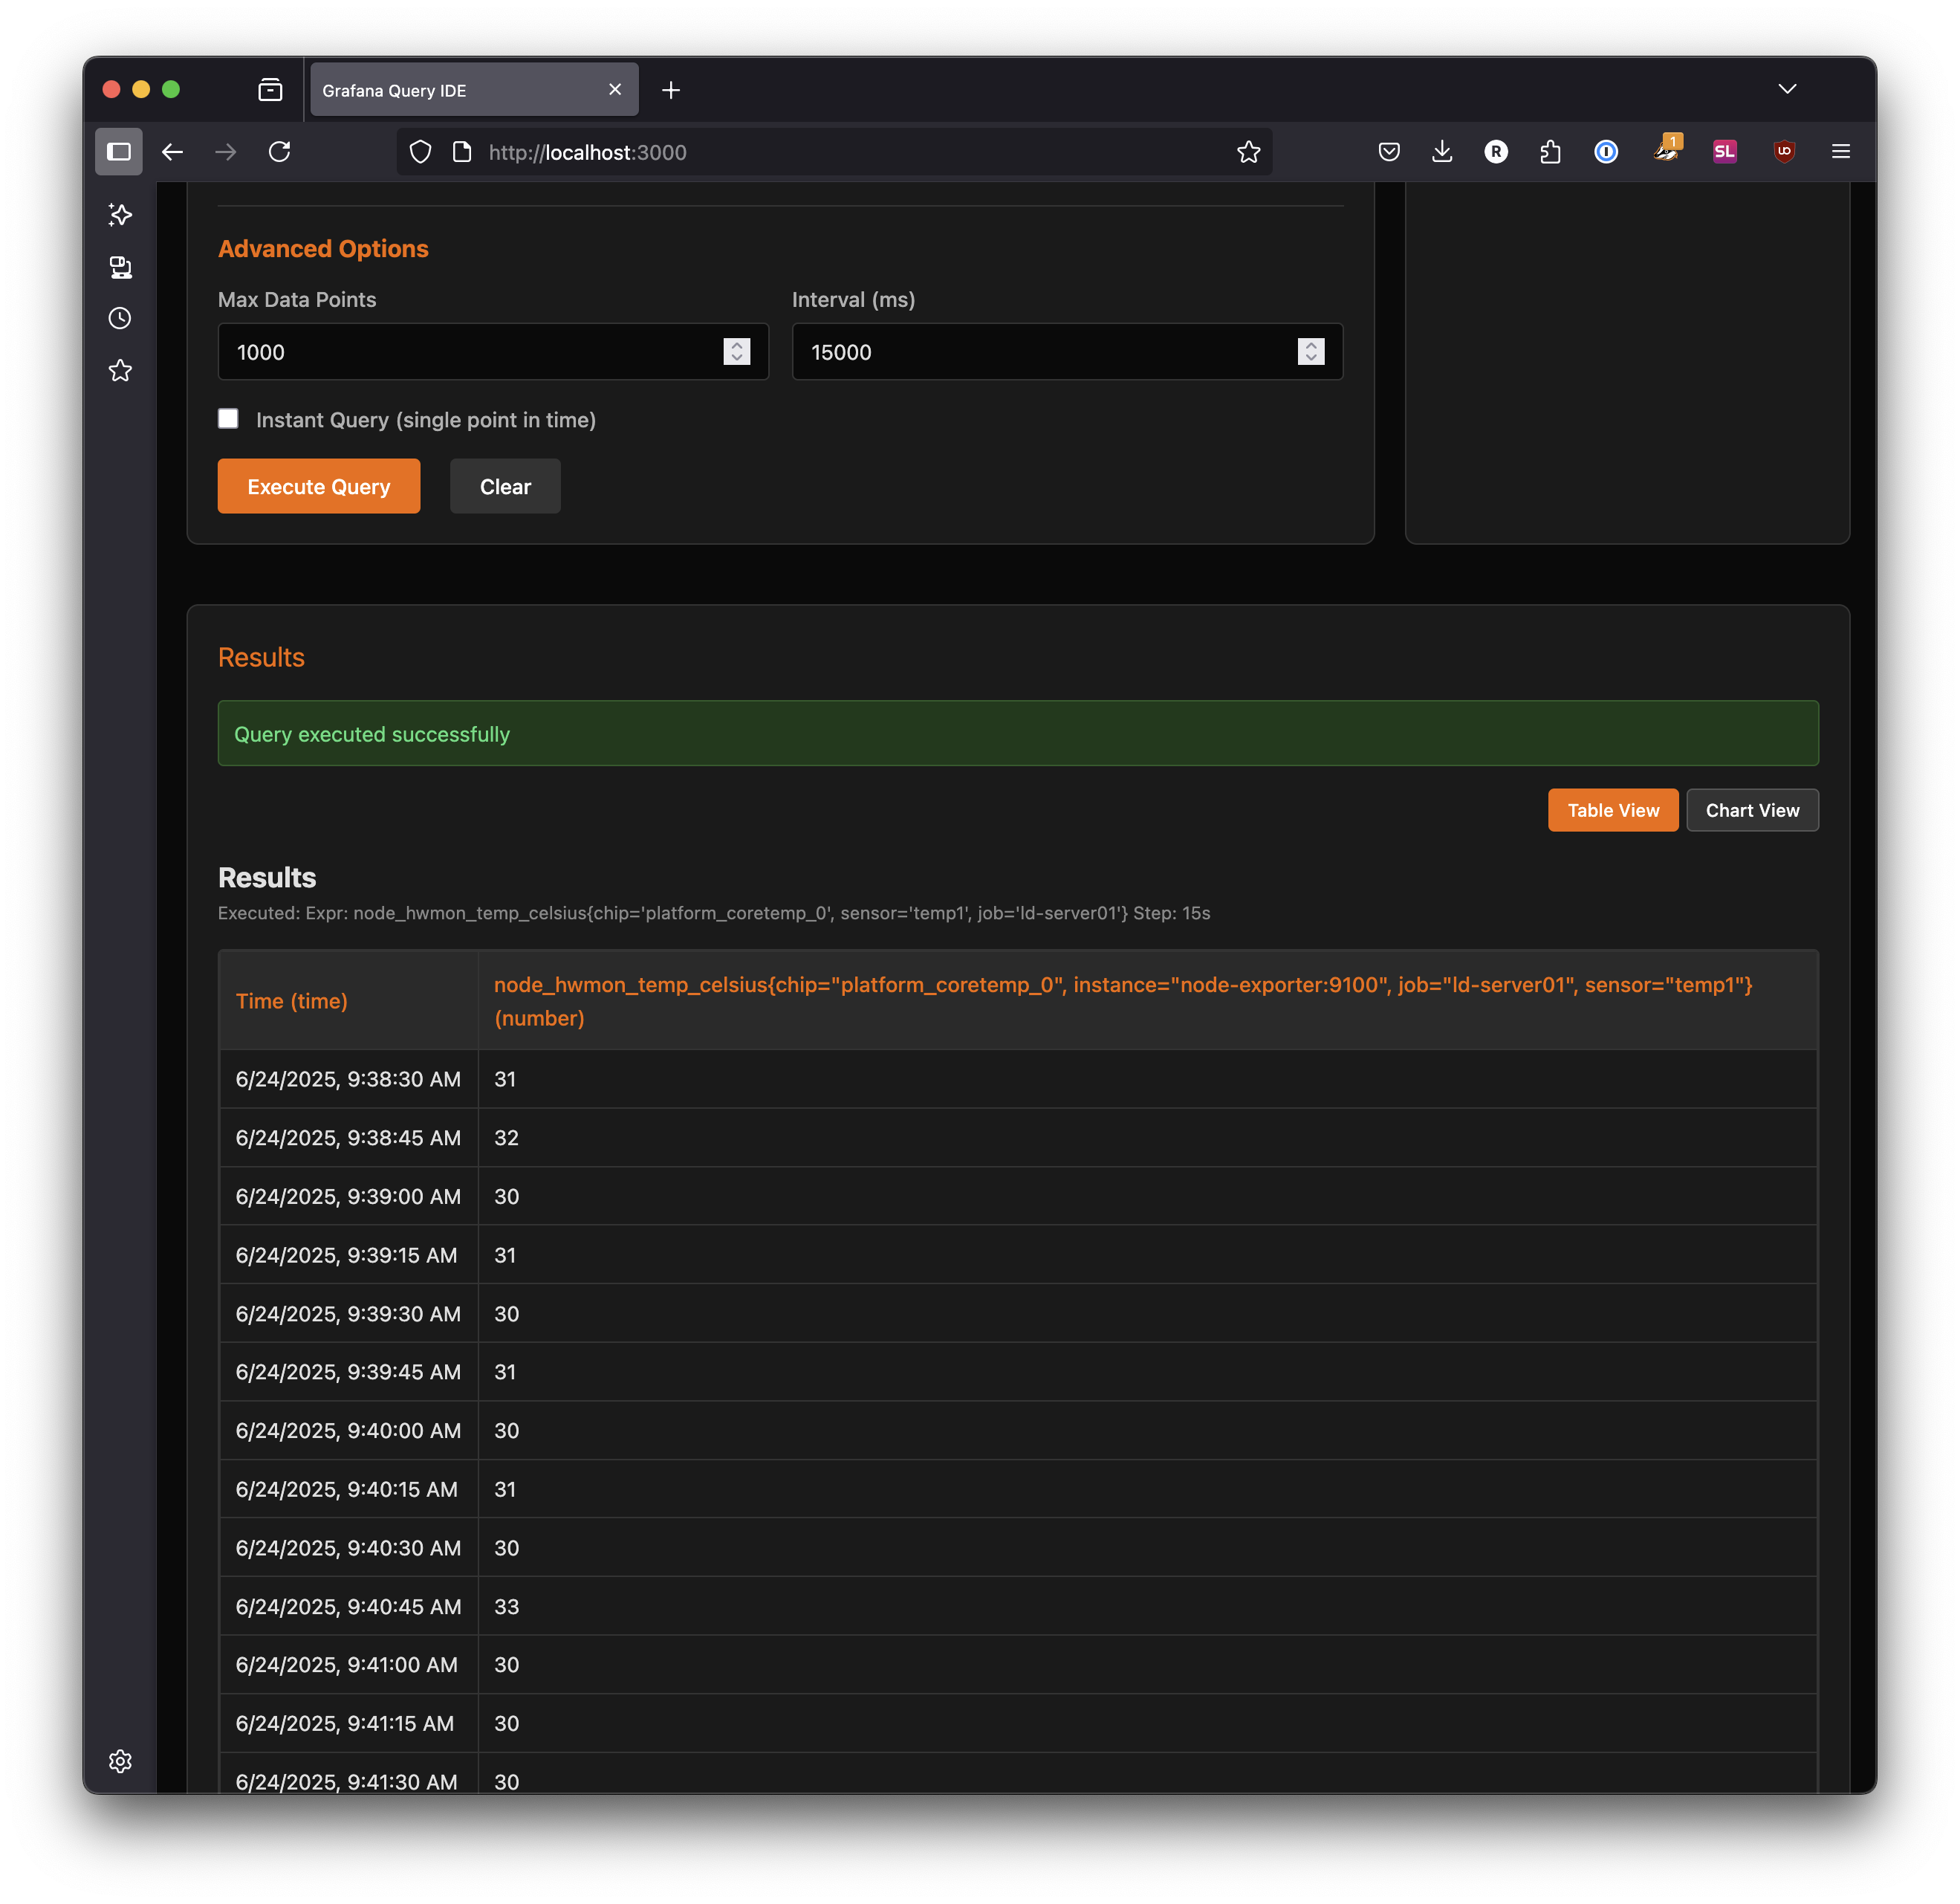 Grafana Query IDE
http://localhost:3000
R
1
SL
UD
Advanced Options
Max Data Points
Interval (ms)
1000
15000
Instant Query (single point in time)
Execute Query
Clear
Results
Query executed successfully
Table View
Chart View
Results
Executed: Expr: node_hwmon_temp_celsius{chip='platform_coretemp_0', sensor='temp1', job='ld-server01'} Step: 15s
Time (time)
node_hwmon_temp_celsius{chip="platform_coretemp_0", instance="node-exporter:9100", job="ld-server01", sensor="temp1"}
(number)
6/24/2025, 9:38:30 AM 31
6/24/2025, 9:38:45 AM 32
6/24/2025, 9:39:00 AM 30
6/24/2025, 9:39:15 AM 31
6/24/2025, 9:39:30 AM 30
6/24/2025, 9:39:45 AM 31
6/24/2025, 9:40:00 AM 30
6/24/2025, 9:40:15 AM 31
6/24/2025, 9:40:30 AM 30
6/24/2025, 9:40:45 AM 33
6/24/2025, 9:41:00 AM 30
6/24/2025, 9:41:15 AM 30
6/24/2025, 9:41:30 AM 30